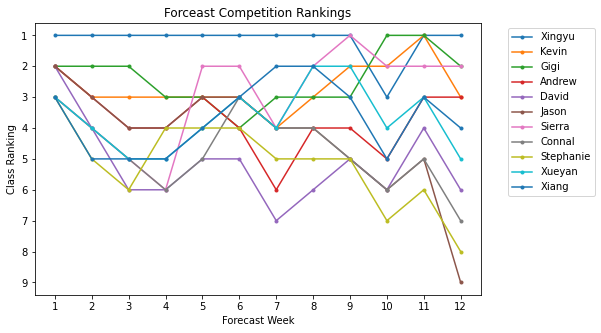 Forceast Competition Rankings
Class Ranking
1
2
3
4
5
6
7
8
9
1 2 3 4 5 6 7 8 9 10 11 12
Forecast Week
Xingyu
Kevin
Gigi
Andrew
David
Jason
Sierra
Connal
Stephanie
Xueyan
Xiang